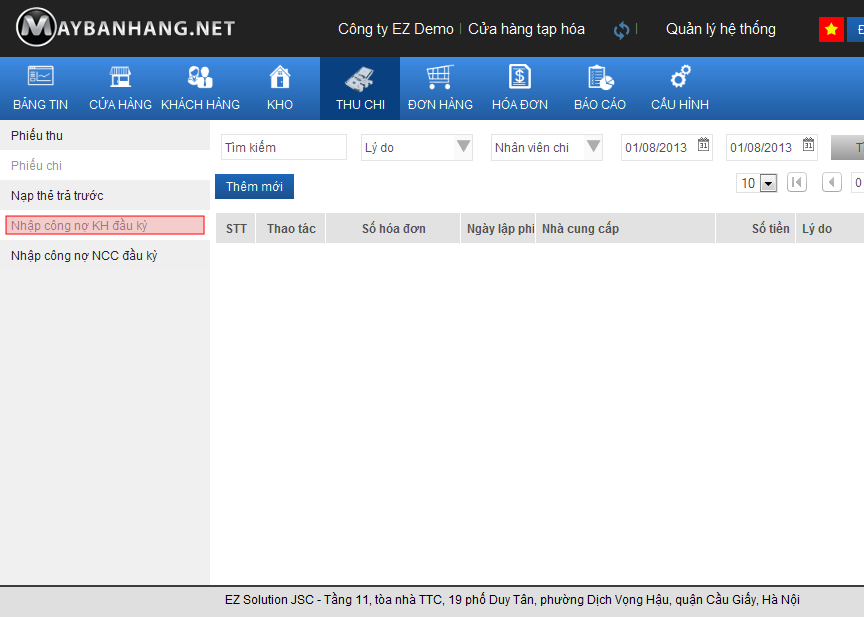 MAYBANHANG.NET
Công ty EZ Demo | Cửa hàng tạp hóa | Quản lý hệ thống
BẢNG TIN CỬA HÀNG KHÁCH HÀNG KHO THU CHI ĐƠN HÀNG HÓA ĐƠN BÁO CÁO CẤU HÌNH
Phiếu thu
Phiếu chi
Nạp thẻ trả trước
Nhập công nợ KH đầu kỳ
Nhập công nợ NCC đầu kỳ
Tìm kiếm Lý do Nhân viên chi 01/08/2013 01/08/2013
Thêm mới 10 0
STT Thao tác Số hóa đơn Ngày lập phi Nhà cung cấp Số tiền Lý do
EZ Solution JSC - Tầng 11, tòa nhà TTC, 19 phố Duy Tân, phường Dịch Vọng Hậu, quận Cầu Giấy, Hà Nội